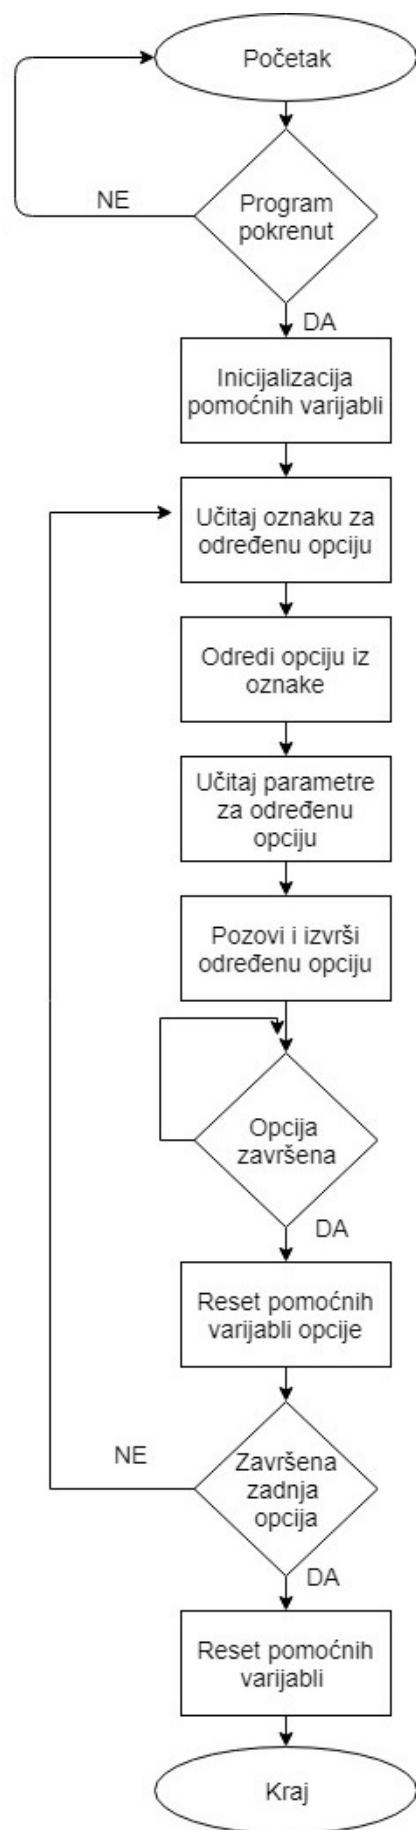 Početak
NE
Program
pokrenut
DA
Inicijalizacija
pomoćnih varijabli
Učitaj oznaku za
određenu opciju
Odredi opciju iz
oznake
Učitaj parametre
za određenu
opciju
Pozovi i izvrši
određenu opciju
Opcija
završena
DA
Reset pomoćnih
varijabli opcije
NE
Završena
zadnja
opcija
DA
Reset pomoćnih
varijabli
Kraj